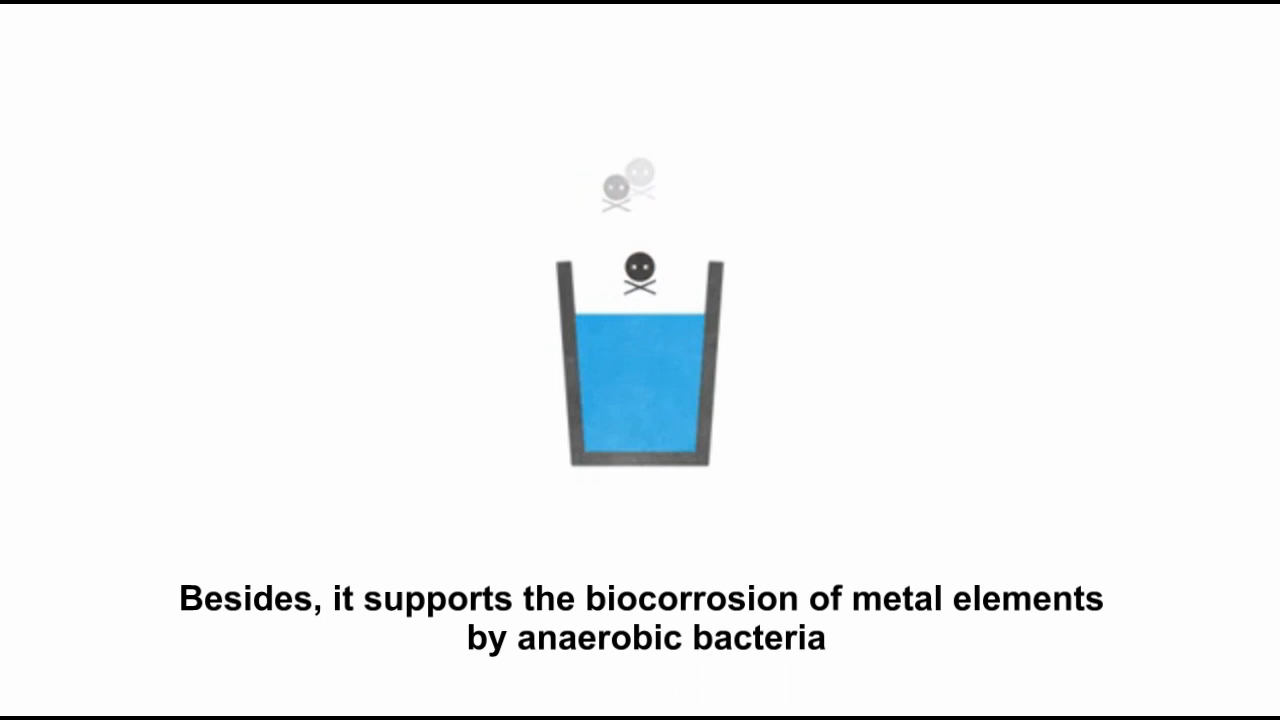 Besides, it supports the biocorrosion of metal elements
by anaerobic bacteria